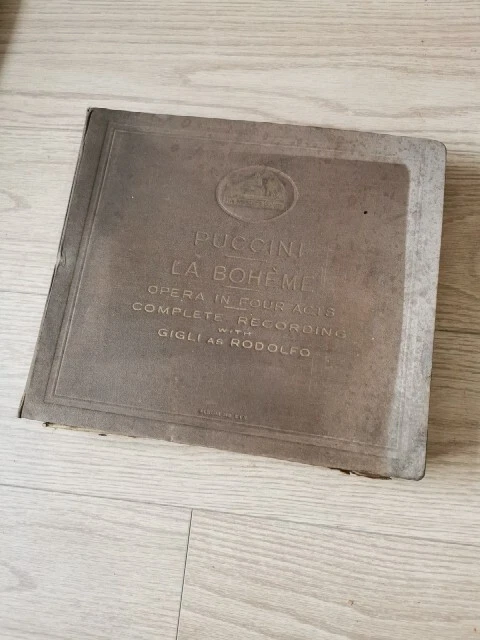 PUCCINI
LA BOHÈME
OPERA IN FOUR ACTS
COMPLETE RECORDING
WITH
GIGLI AS RODOLFO